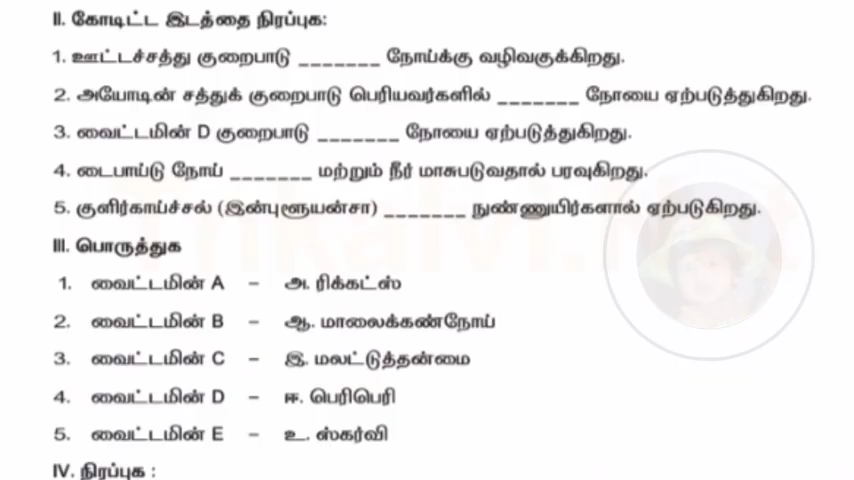 II. கோடிட்ட இடத்தை நிரப்புக:
1. ஊட்டச்சத்து குறைபாடு _______ நோய்க்கு வழிவகுக்கிறது.
2. அயோடின் சத்துக் குறைபாடு பெரியவர்களில் _______ நோயை ஏற்படுத்துகிறது.
3. வைட்டமின் D குறைபாடு _______ நோயை ஏற்படுத்துகிறது.
4. டைபாய்டு நோய் _______ மற்றும் நீர் மாசுபடுவதால் பரவுகிறது.
5. குளிர்காய்ச்சல் (இன்புளூயன்சா) _______ நுண்ணுயிர்களால் ஏற்படுகிறது.
III. பொருத்துக
1. வைட்டமின் A – அ. ரிக்கட்ஸ்
2. வைட்டமின் B – ஆ. மாலைக்கண்நோய்
3. வைட்டமின் C – இ. மலட்டுத்தன்மை
4. வைட்டமின் D – ஈ. பெரிபெரி
5. வைட்டமின் E – உ. ஸ்கர்வி
IV. நிரப்புக :